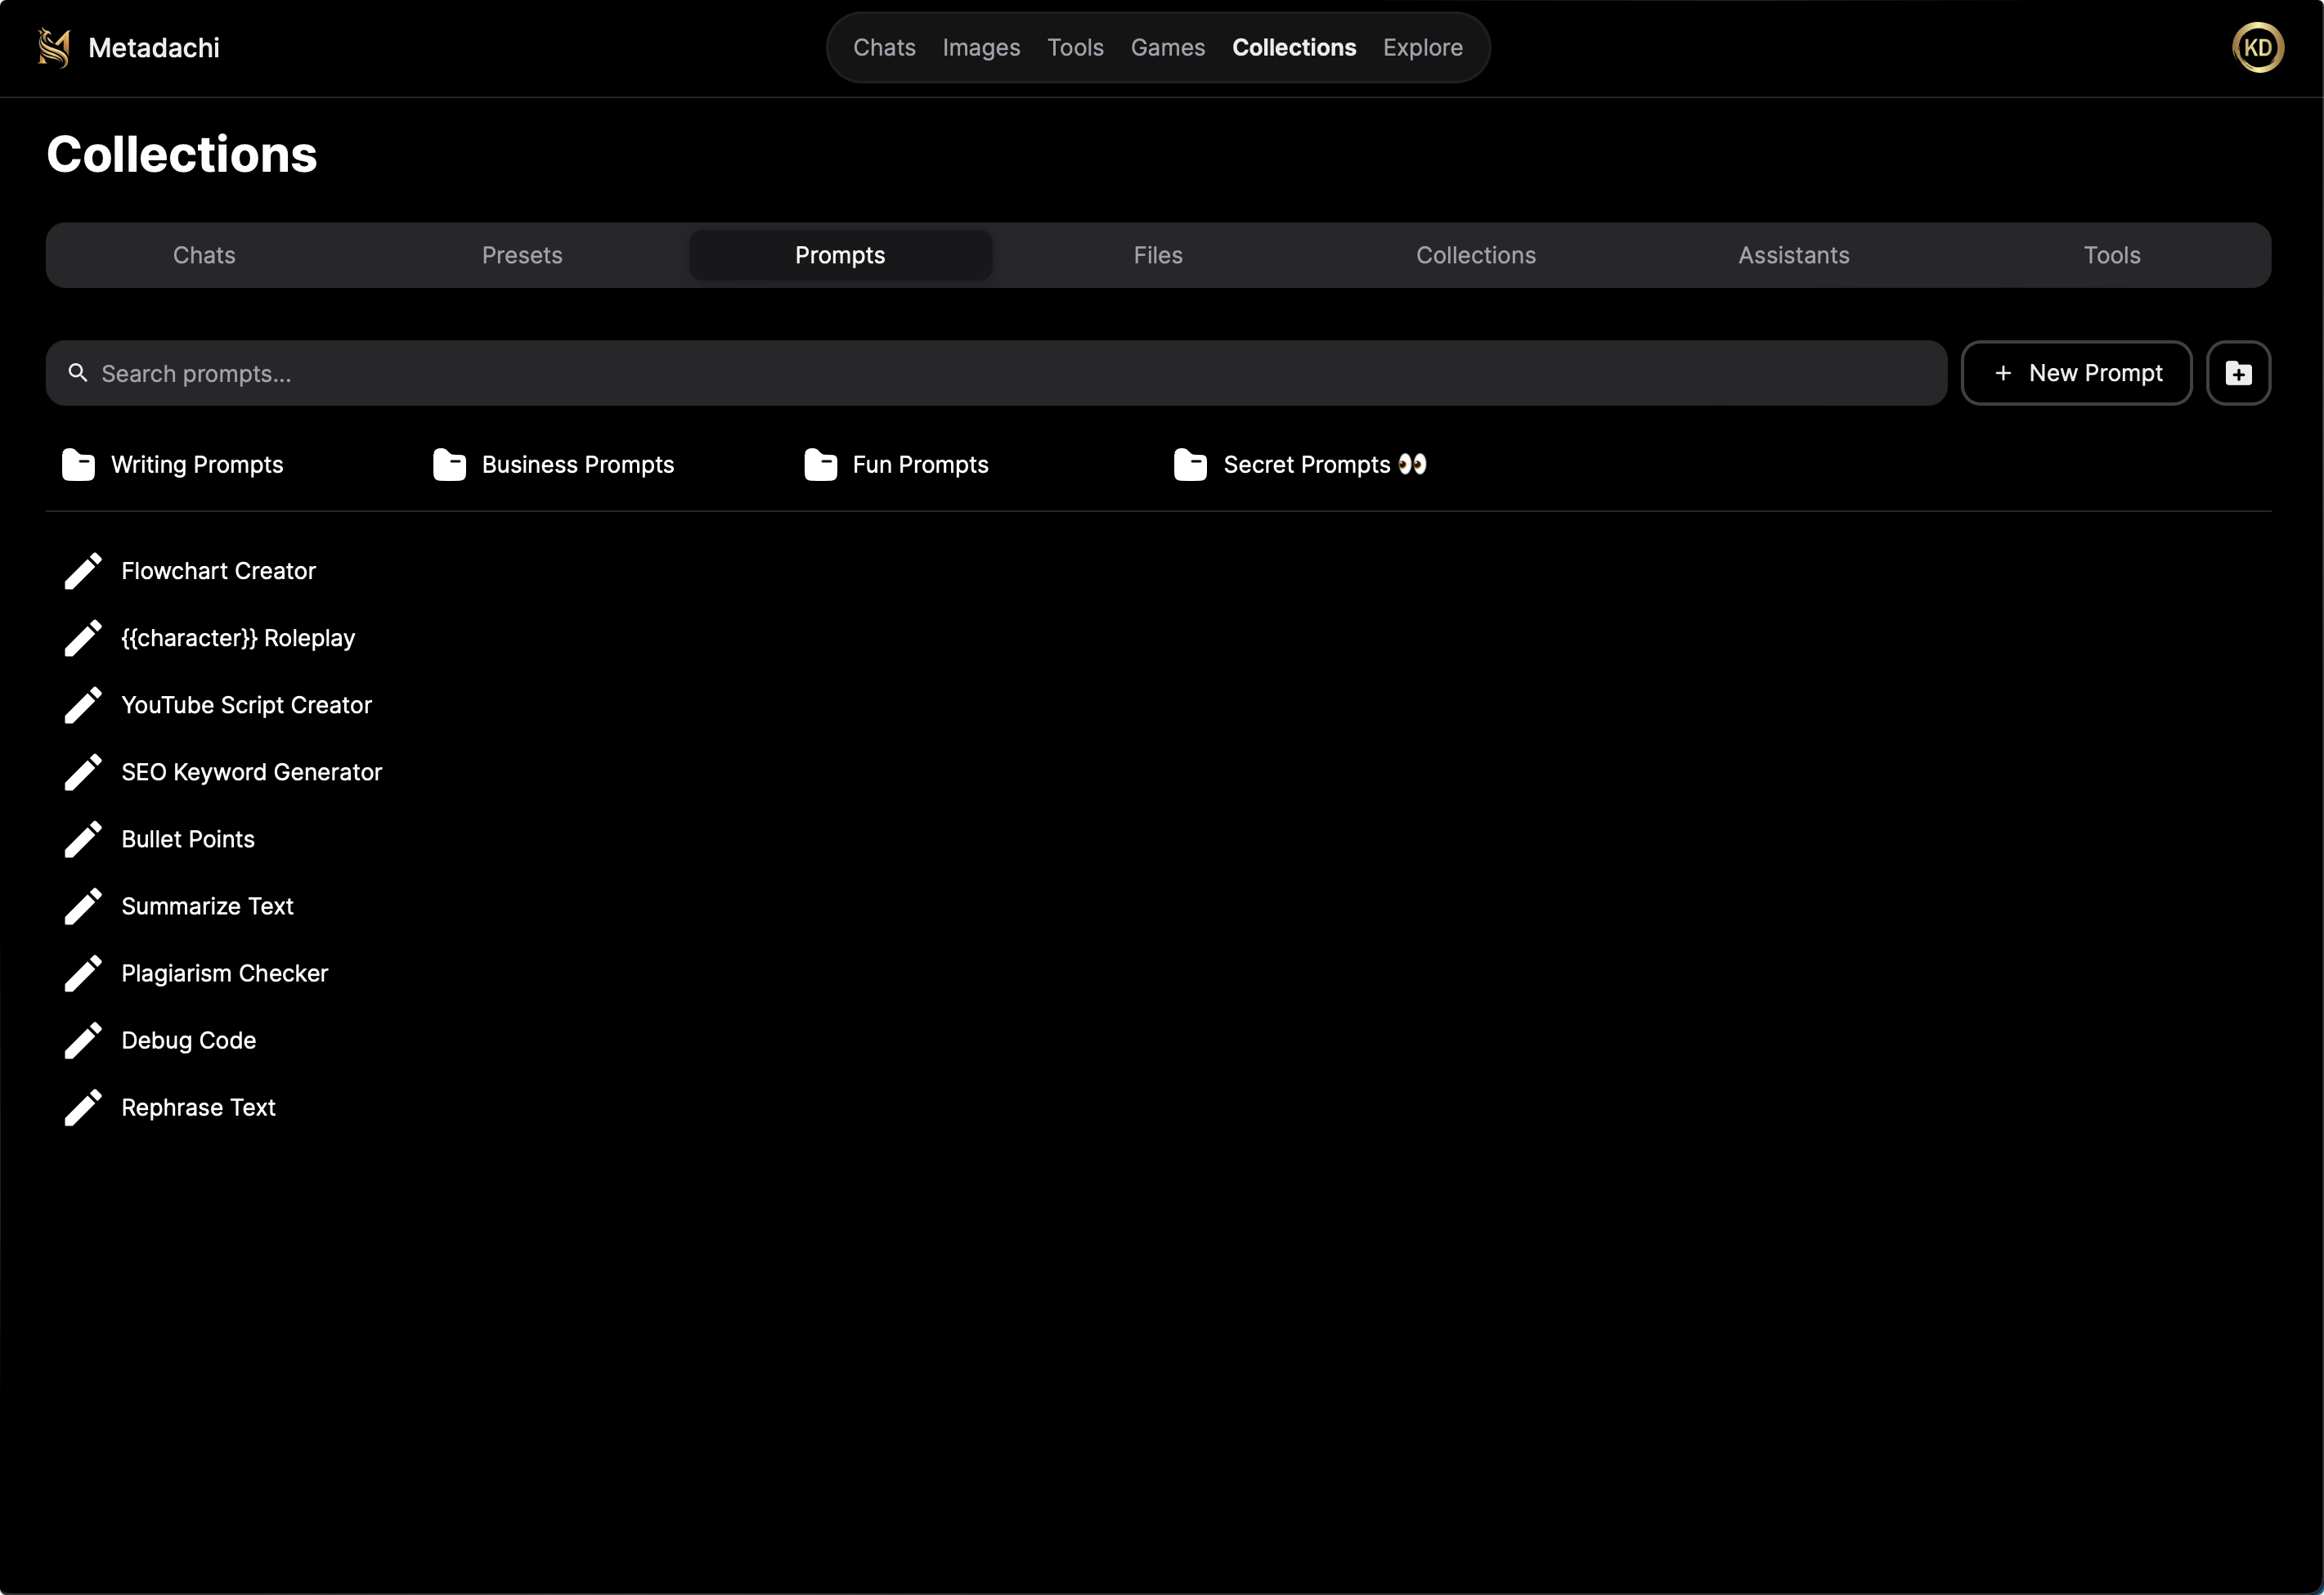 Metadachi
Chats Images Tools Games Collections Explore
KD
Collections
Chats Presets Prompts Files Collections Assistants Tools
Search prompts...
+ New Prompt
Writing Prompts Business Prompts Fun Prompts Secret Prompts 👀
Flowchart Creator
{{character}} Roleplay
YouTube Script Creator
SEO Keyword Generator
Bullet Points
Summarize Text
Plagiarism Checker
Debug Code
Rephrase Text